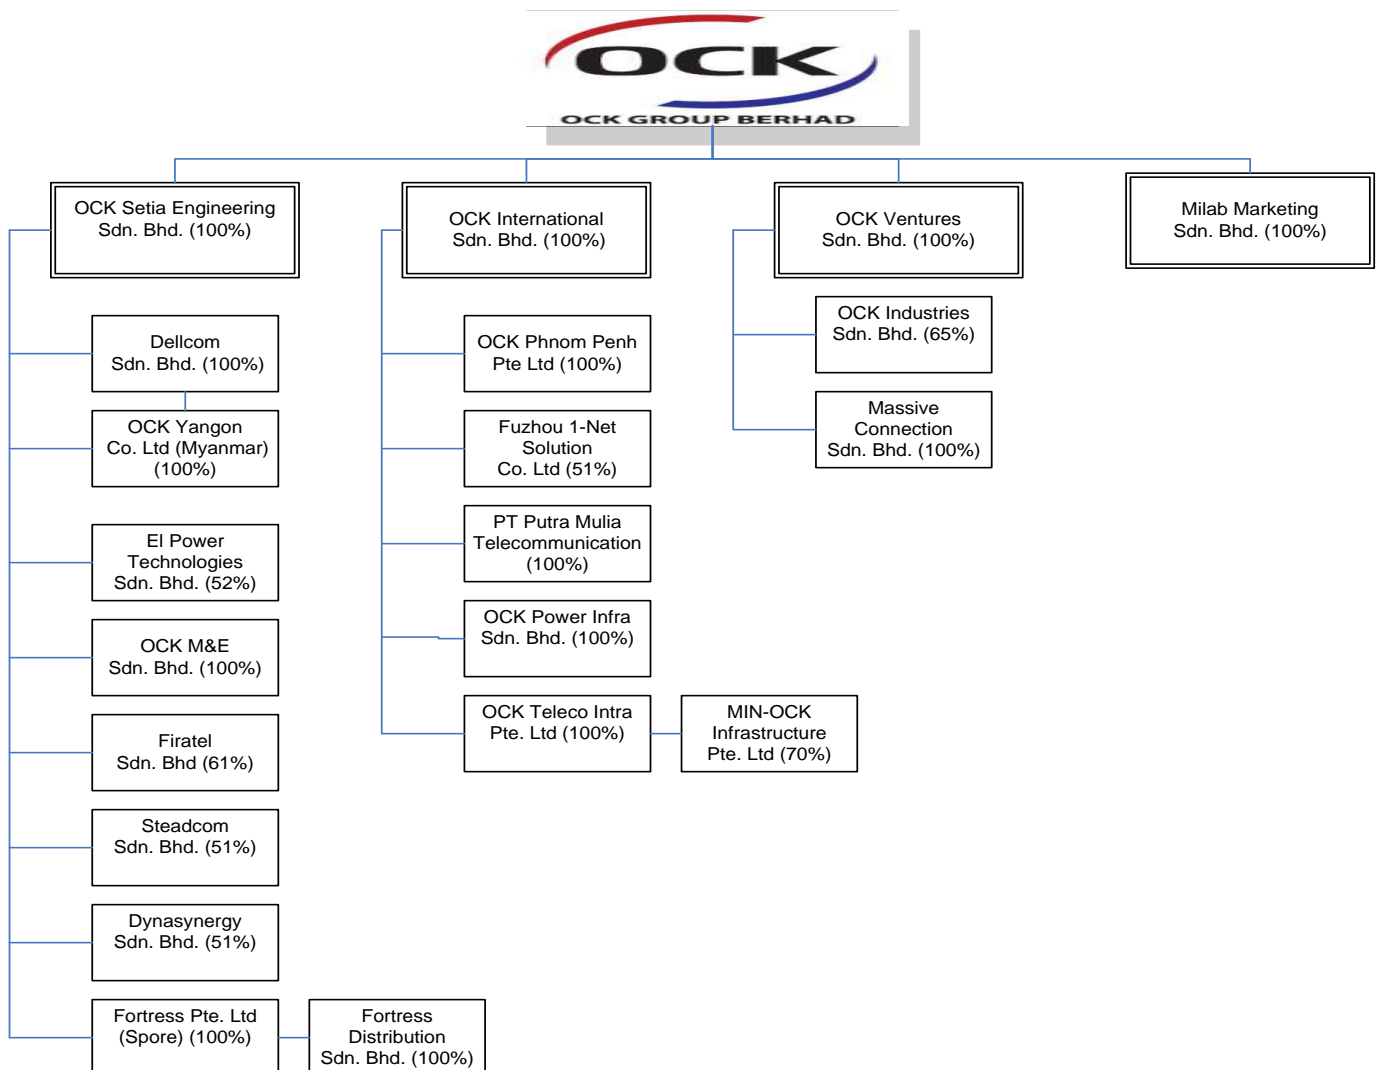 OCK
OCK GROUP BERHAD
OCK Setia Engineering
Sdn. Bhd. (100%)
OCK International
Sdn. Bhd. (100%)
OCK Ventures
Sdn. Bhd. (100%)
Milab Marketing
Sdn. Bhd. (100%)
Dellcom
Sdn. Bhd. (100%)
OCK Yangon
Co. Ltd (Myanmar)
(100%)
El Power
Technologies
Sdn. Bhd. (52%)
OCK M&E
Sdn. Bhd. (100%)
Firatel
Sdn. Bhd (61%)
Steadcom
Sdn. Bhd. (51%)
Dynasynergy
Sdn. Bhd. (51%)
Fortress Pte. Ltd
(Spore) (100%)
Fortress
Distribution
Sdn. Bhd. (100%)
OCK Phnom Penh
Pte Ltd (100%)
Fuzhou 1-Net
Solution
Co. Ltd (51%)
PT Putra Mulia
Telecommunication
(100%)
OCK Power Infra
Sdn. Bhd. (100%)
OCK Teleco Intra
Pte. Ltd (100%)
MIN-OCK
Infrastructure
Pte. Ltd (70%)
OCK Industries
Sdn. Bhd. (65%)
Massive
Connection
Sdn. Bhd. (100%)